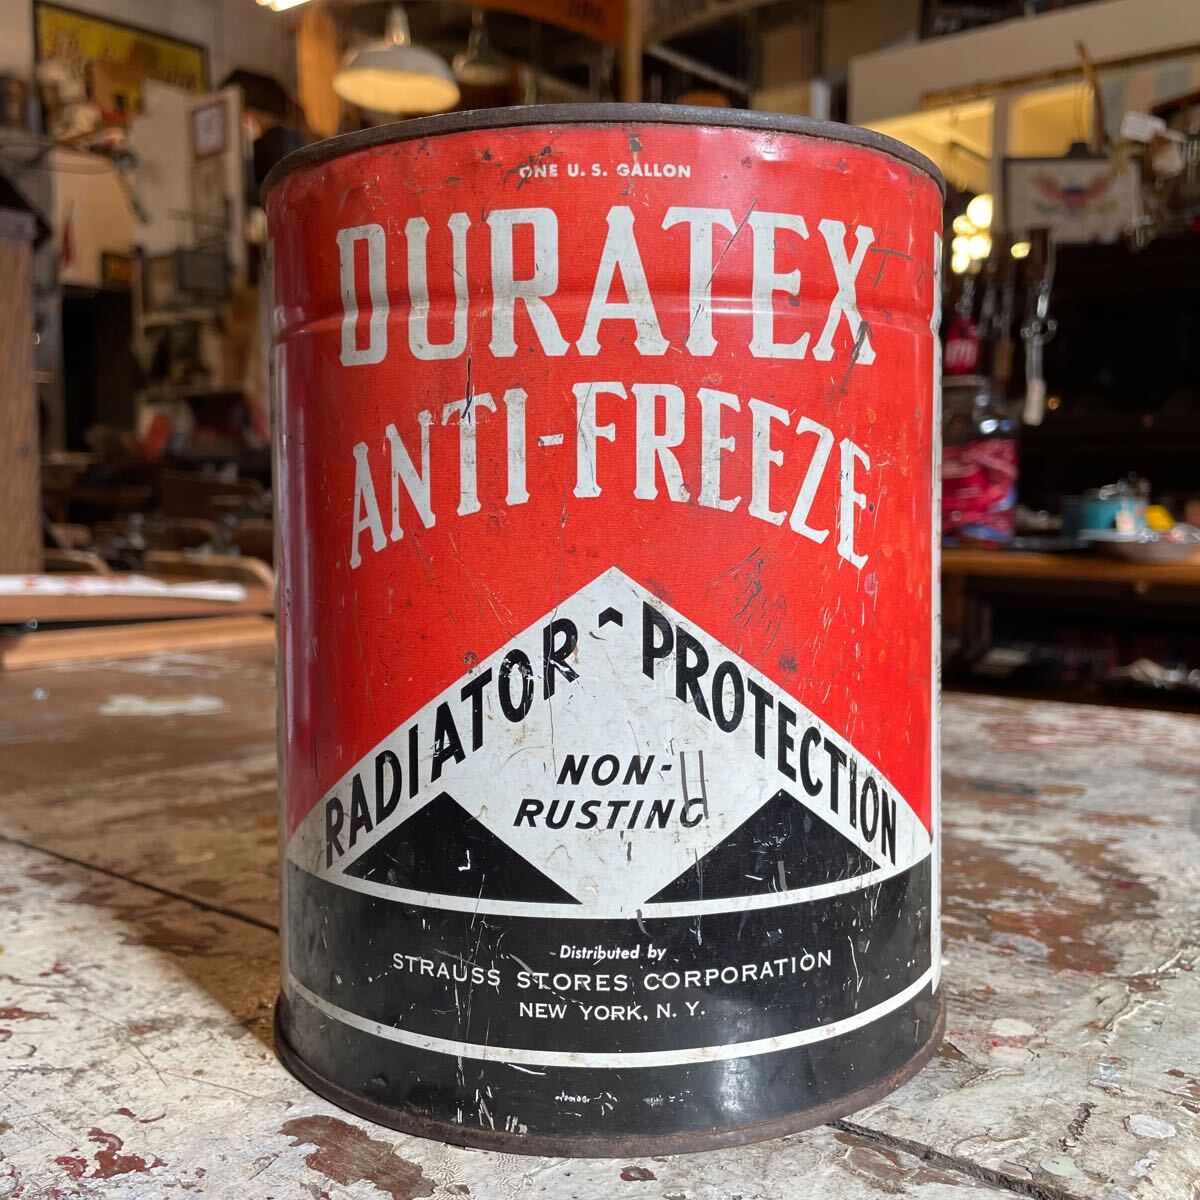 ONE U. S. GALLON
DURATEX
ANTI-FREEZE
RADIATOR - PROTECTION
NON-
RUSTING
Distributed by
STRAUSS STORES CORPORATION
NEW YORK, N. Y.